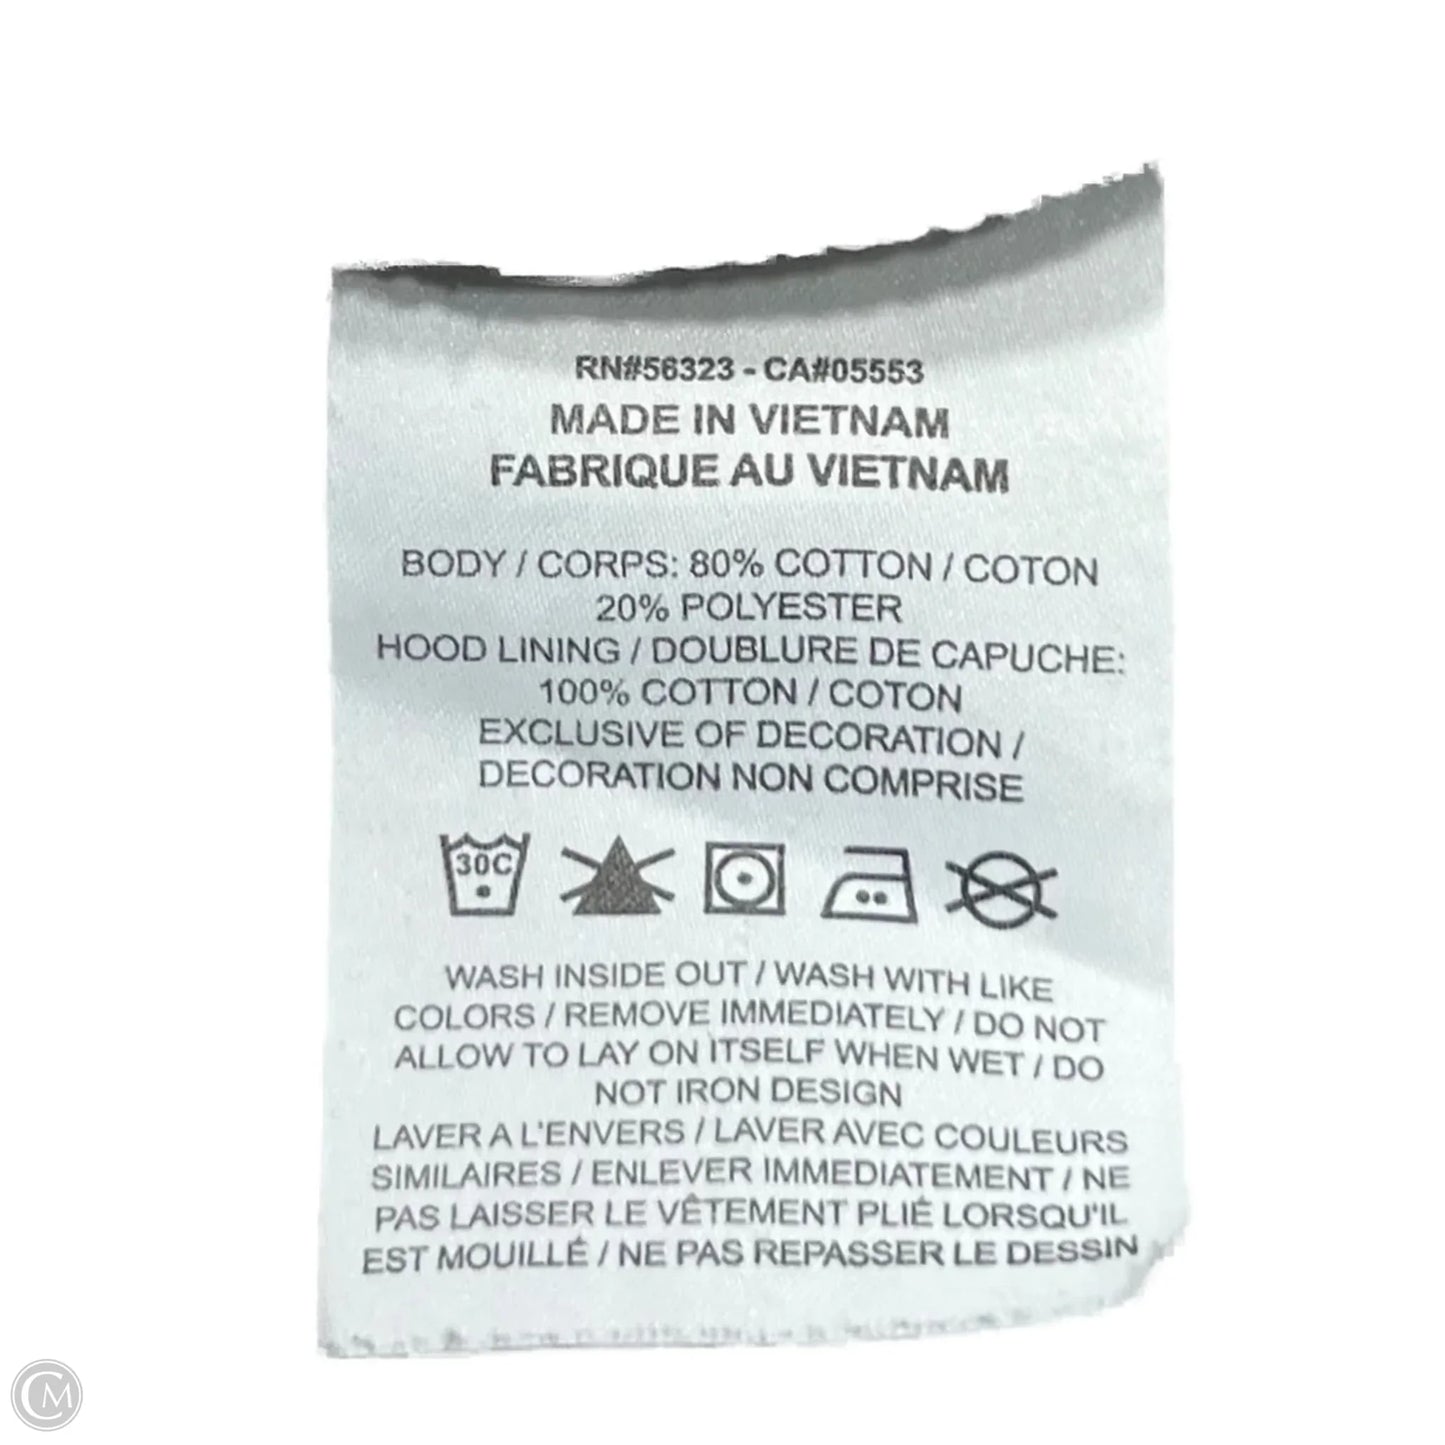 RN#56323 - CA#05553
MADE IN VIETNAM
FABRIQUE AU VIETNAM
BODY / CORPS: 80% COTTON / COTON
20% POLYESTER
HOOD LINING / DOUBLURE DE CAPUCHE:
100% COTTON / COTON
EXCLUSIVE OF DECORATION /
DECORATION NON COMPRISE
30C
WASH INSIDE OUT / WASH WITH LIKE
COLORS / REMOVE IMMEDIATELY / DO NOT
ALLOW TO LAY ON ITSELF WHEN WET / DO
NOT IRON DESIGN
LAVER A L'ENVERS / LAVER AVEC COULEURS
SIMILAIRES / ENLEVER IMMEDIATEMENT / NE
PAS LAISSER LE VÊTEMENT PLIÉ LORSQU'IL
EST MOUILLÉ / NE PAS REPASSER LE DESSIN
CM